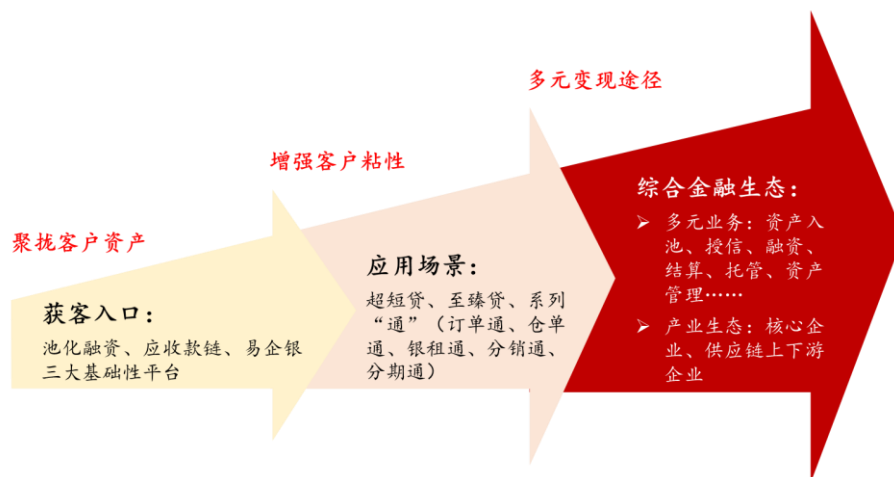 聚拢客户资产
获客入口：
池化融资、应收款链、易企银
三大基础性平台
增强客户粘性
应用场景：
超短贷、至臻贷、系列
“通”（订单通、仓单
通、银租通、分销通、
分期通）
多元变现途径
综合金融生态：
➢ 多元业务：资产入
池、授信、融资、
结算、托管、资产
管理……
➢ 产业生态：核心企
业、供应链上下游
企业